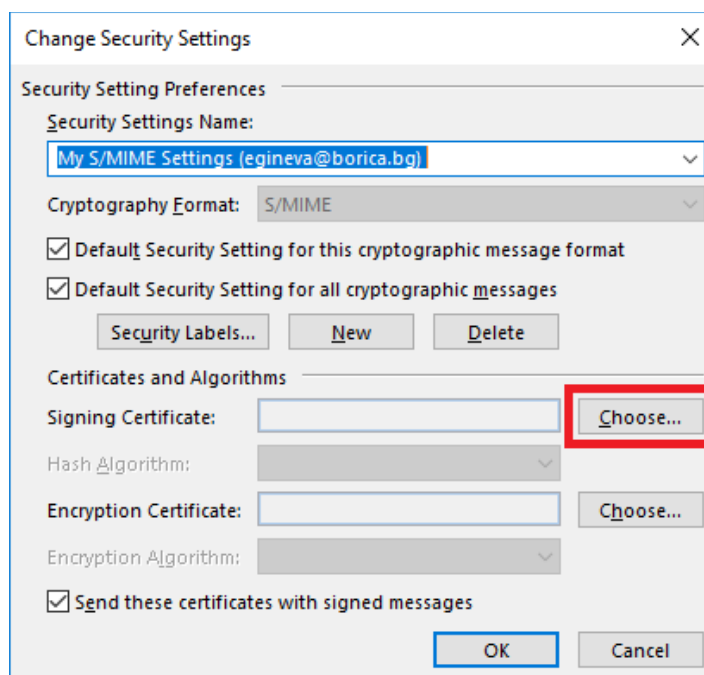 Change Security Settings
Security Setting Preferences
Security Settings Name:
My S/MIME Settings (egineva@borica.bg)
Cryptography Format: S/MIME
Default Security Setting for this cryptographic message format
Default Security Setting for all cryptographic messages
Security Labels... New Delete
Certificates and Algorithms
Signing Certificate: Choose...
Hash Algorithm:
Encryption Certificate: Choose...
Encryption Algorithm:
Send these certificates with signed messages
OK Cancel